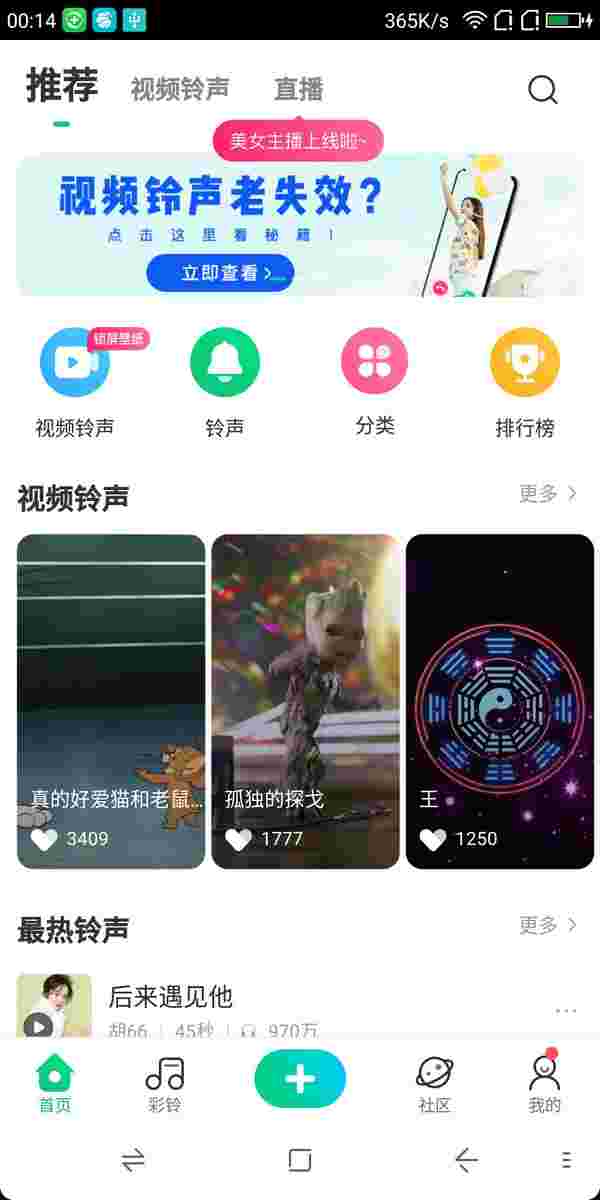 00:14
中
365K/s
推荐
视频铃声
直播
美女主播上线啦~
视频铃声老失效？
点击这里看秘籍！
立即查看
锁屏壁纸
视频铃声
铃声
分类
排行榜
视频铃声
更多
真的好爱猫和老鼠...
孤独的探戈
王
3409
1777
1250
最热铃声
更多
后来遇见他
胡66
45秒
970万
首页
彩铃
社区
我的